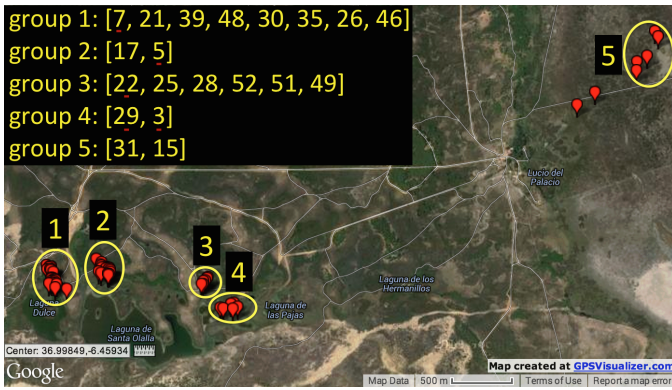 group 1: [7, 21, 39, 48, 30, 35, 26, 46]
group 2: [17, 5]
group 3: [22, 25, 28, 52, 51, 49]
group 4: [29, 3]
group 5: [31, 15]
5
Lucio del
Palacio
1
2
3
4
Laguna
Dulce
Laguna de
Santa Olalla
Laguna de
las Pajas
Laguna de los
Hermanillos
Center: 36.99849,-6.45934
Google
Map created at GPSVisualizer.com
Map Data
500 m
Terms of Use
Report a map error